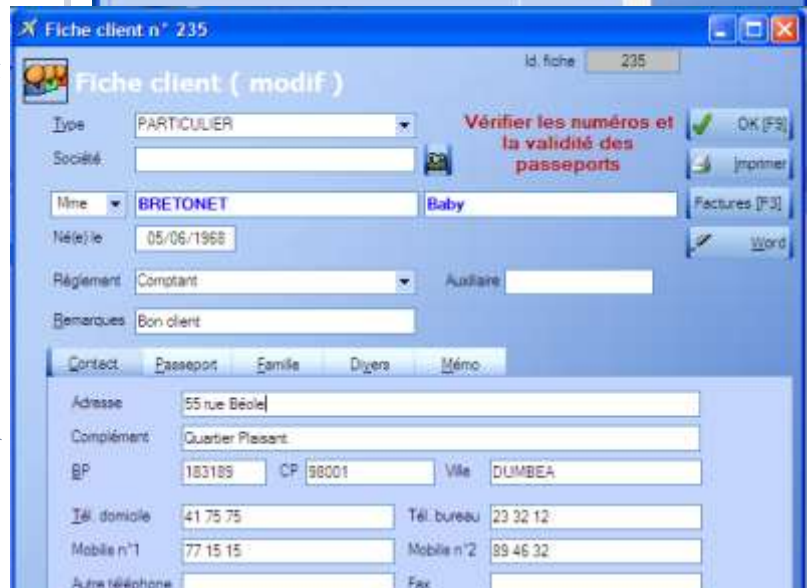 Fiche client n° 235
Id. fiche 235
Fiche client ( modif )
Type PARTICULIER
Vérifier les numéros et la validité des passeports
OK [F9]
Société
Imprimer
Mme BRETONET Baby
Factures [F3]
Né(e) le 05/06/1968
Word
Règlement Comptant Auxiliaire
Remarques Bon client
Contact Passeport Famille Divers Mémo
Adresse 55 rue Béole
Complément Quartier Plaisant
BP 183189 CP 98001 Ville DUMBEA
Tél. domicile 41 75 75 Tél. bureau 23 32 12
Mobile n°1 77 15 15 Mobile n°2 89 46 32
Autre téléphone Fax